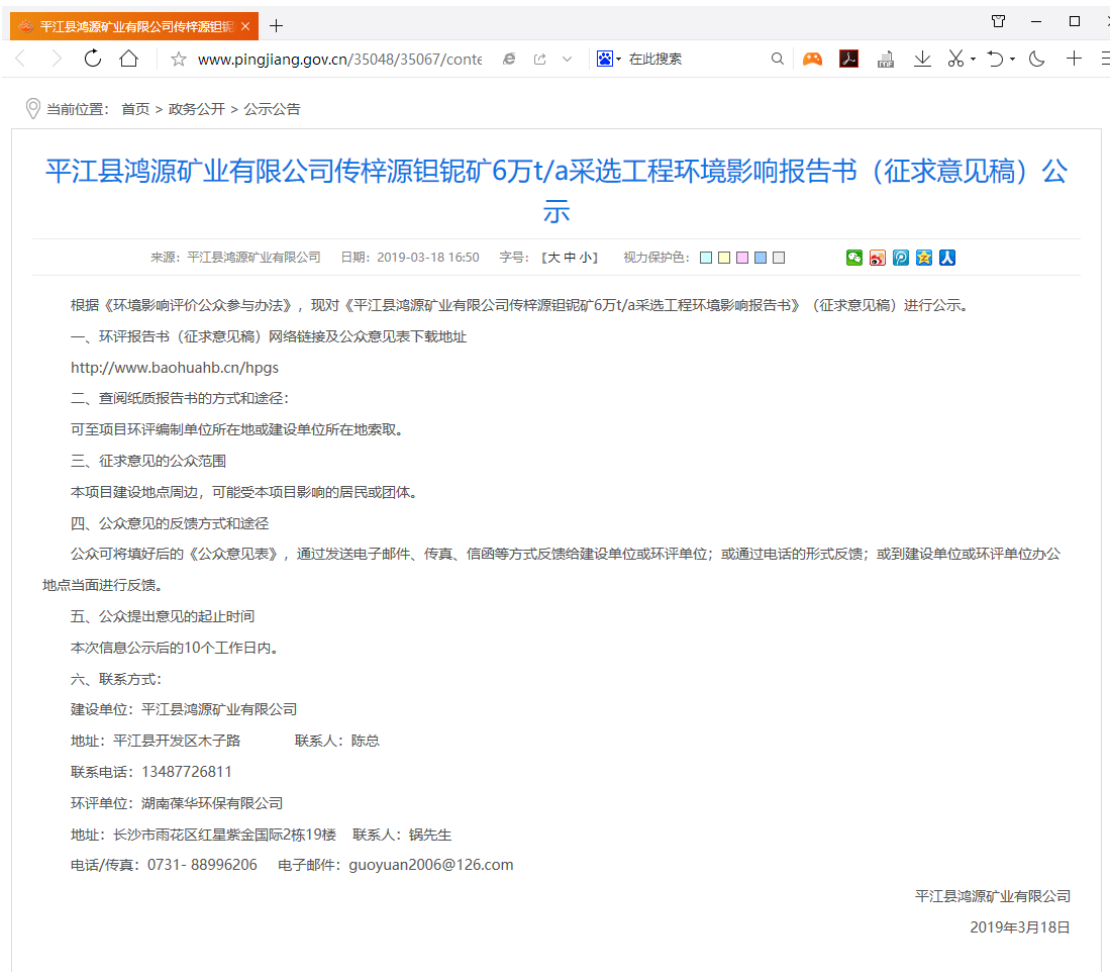 平江县鸿源矿业有限公司传梓源钽铌
www.pingjiang.gov.cn/35048/35067/conte
在此搜索
当前位置： 首页 > 政务公开 > 公示公告
平江县鸿源矿业有限公司传梓源钽铌矿6万t/a采选工程环境影响报告书（征求意见稿）公
示
来源：平江县鸿源矿业有限公司 日期：2019-03-18 16:50 字号：【大 中 小】 视力保护色：
根据《环境影响评价公众参与办法》，现对《平江县鸿源矿业有限公司传梓源钽铌矿6万t/a采选工程环境影响报告书》（征求意见稿）进行公示。
一、环评报告书（征求意见稿）网络链接及公众意见表下载地址
http://www.baohuahb.cn/hpgs
二、查阅纸质报告书的方式和途径：
可至项目环评编制单位所在地或建设单位所在地索取。
三、征求意见的公众范围
本项目建设地点周边，可能受本项目影响的居民或团体。
四、公众意见的反馈方式和途径
公众可将填好后的《公众意见表》，通过发送电子邮件、传真、信函等方式反馈给建设单位或环评单位；或通过电话的形式反馈；或到建设单位或环评单位办公
地点当面进行反馈。
五、公众提出意见的起止时间
本次信息公示后的10个工作日内。
六、联系方式：
建设单位：平江县鸿源矿业有限公司
地址：平江县开发区木子路 联系人：陈总
联系电话：13487726811
环评单位：湖南葆华环保有限公司
地址：长沙市雨花区红星紫金国际2栋19楼 联系人：锅先生
电话/传真：0731- 88996206 电子邮件：guoyuan2006@126.com
平江县鸿源矿业有限公司
2019年3月18日